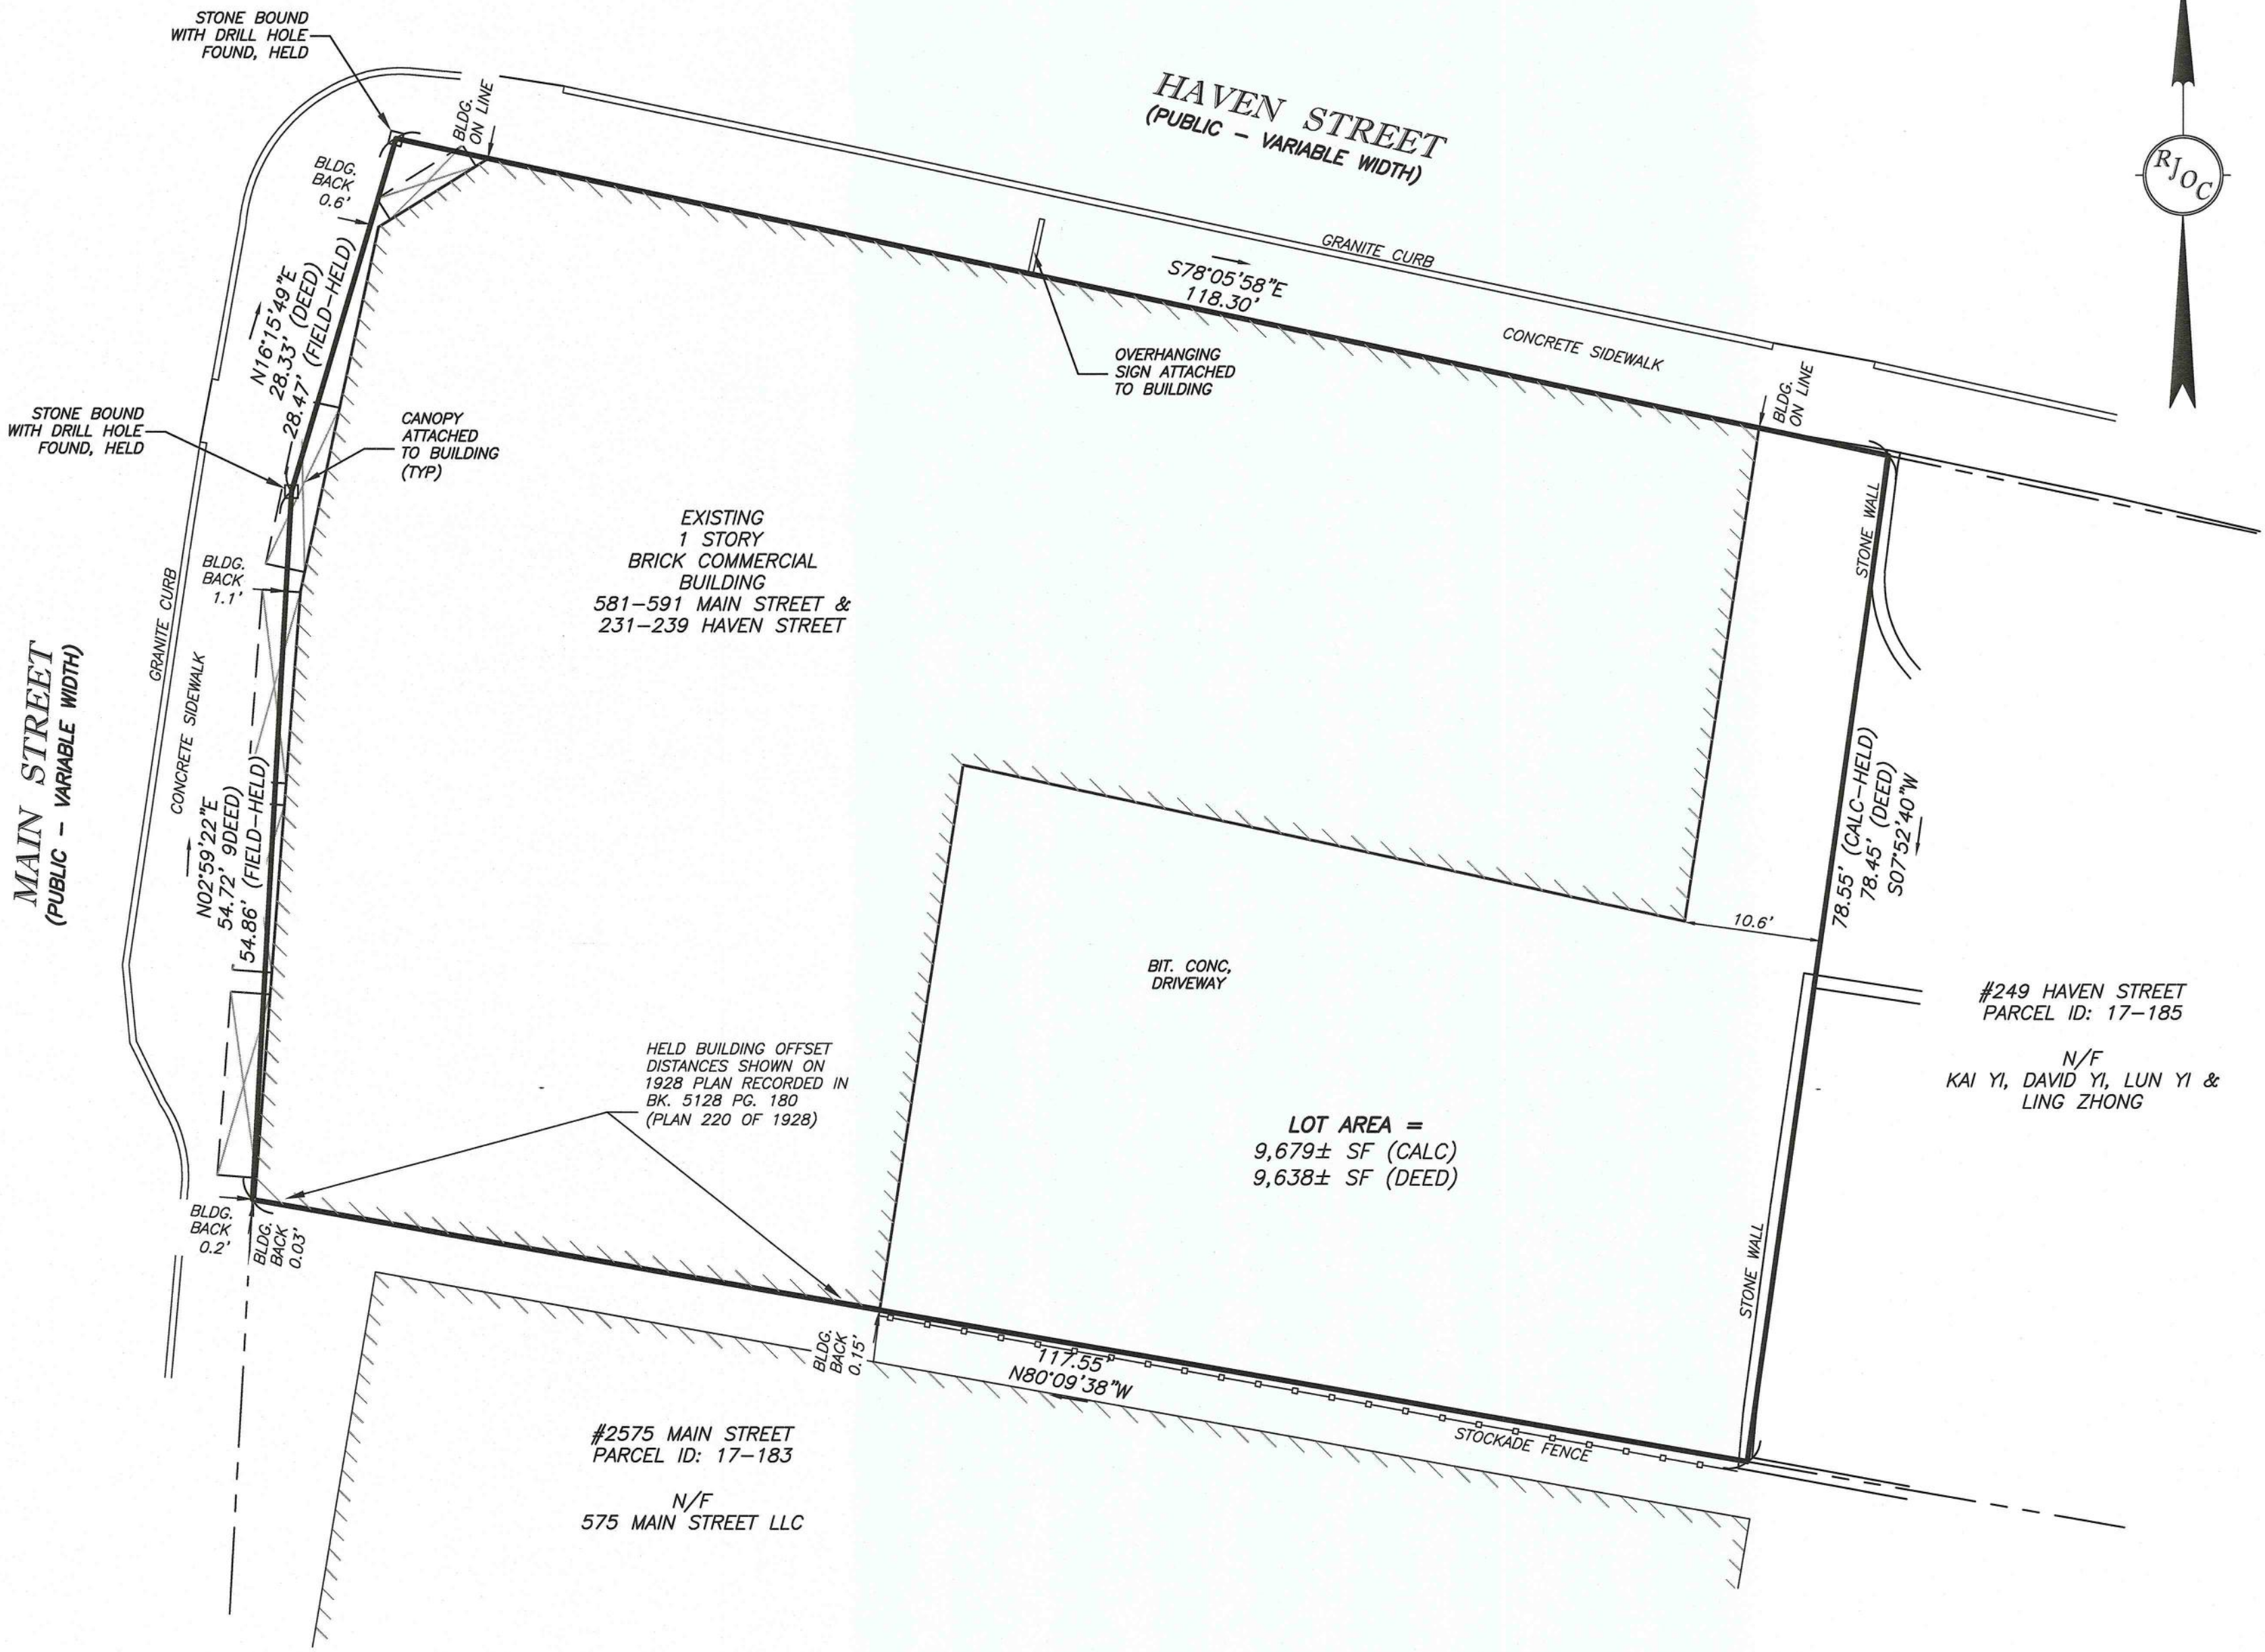 STONE BOUND
WITH DRILL HOLE
FOUND, HELD
BLDG.
ON LINE
HAVEN STREET
(PUBLIC - VARIABLE WIDTH)
RJOC
BLDG.
BACK
0.6'
GRANITE CURB
S78°05'58"E
118.30'
CONCRETE SIDEWALK
N16°15'49"E
28.33' (DEED)
28.47' (FIELD-HELD)
OVERHANGING
SIGN ATTACHED
TO BUILDING
BLDG.
ON LINE
STONE BOUND
WITH DRILL HOLE
FOUND, HELD
CANOPY
ATTACHED
TO BUILDING
(TYP)
STONE WALL
EXISTING
1 STORY
BRICK COMMERCIAL
BUILDING
581-591 MAIN STREET &
231-239 HAVEN STREET
BLDG.
BACK
1.1'
GRANITE CURB
CONCRETE SIDEWALK
MAIN STREET
(PUBLIC - VARIABLE WIDTH)
N02°59'22"E
54.72' 9DEED)
54.86' (FIELD-HELD)
78.55' (CALC-HELD)
78.45' (DEED)
S07°52'40"W
10.6'
BIT. CONC,
DRIVEWAY
#249 HAVEN STREET
PARCEL ID: 17-185
N/F
KAI YI, DAVID YI, LUN YI &
LING ZHONG
HELD BUILDING OFFSET
DISTANCES SHOWN ON
1928 PLAN RECORDED IN
BK. 5128 PG. 180
(PLAN 220 OF 1928)
LOT AREA =
9,679± SF (CALC)
9,638± SF (DEED)
BLDG.
BACK
0.2'
BLDG.
BACK
0.03'
STONE WALL
BLDG.
BACK
0.15'
117.55'
N80°09'38"W
STOCKADE FENCE
#2575 MAIN STREET
PARCEL ID: 17-183
N/F
575 MAIN STREET LLC